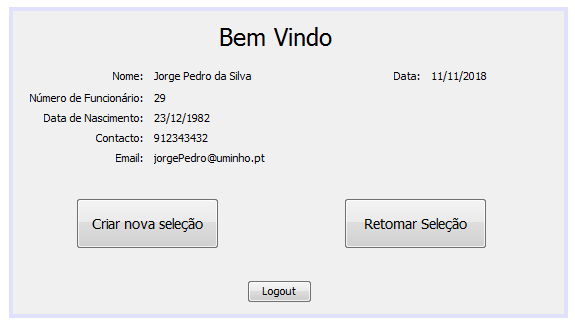 Bem Vindo
Nome: Jorge Pedro da Silva Data: 11/11/2018
Número de Funcionário: 29
Data de Nascimento: 23/12/1982
Contacto: 912343432
Email: jorgePedro@uminho.pt
Criar nova seleção Retomar Seleção
Logout